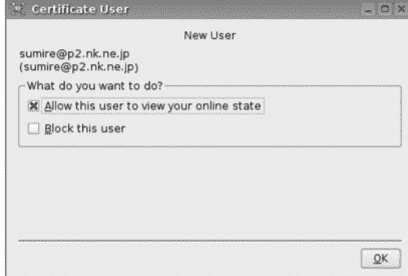 Certificate User
New User
sumire@p2.nk.ne.jp
(sumire@p2.nk.ne.jp)
What do you want to do?
Allow this user to view your online state
Block this user
OK